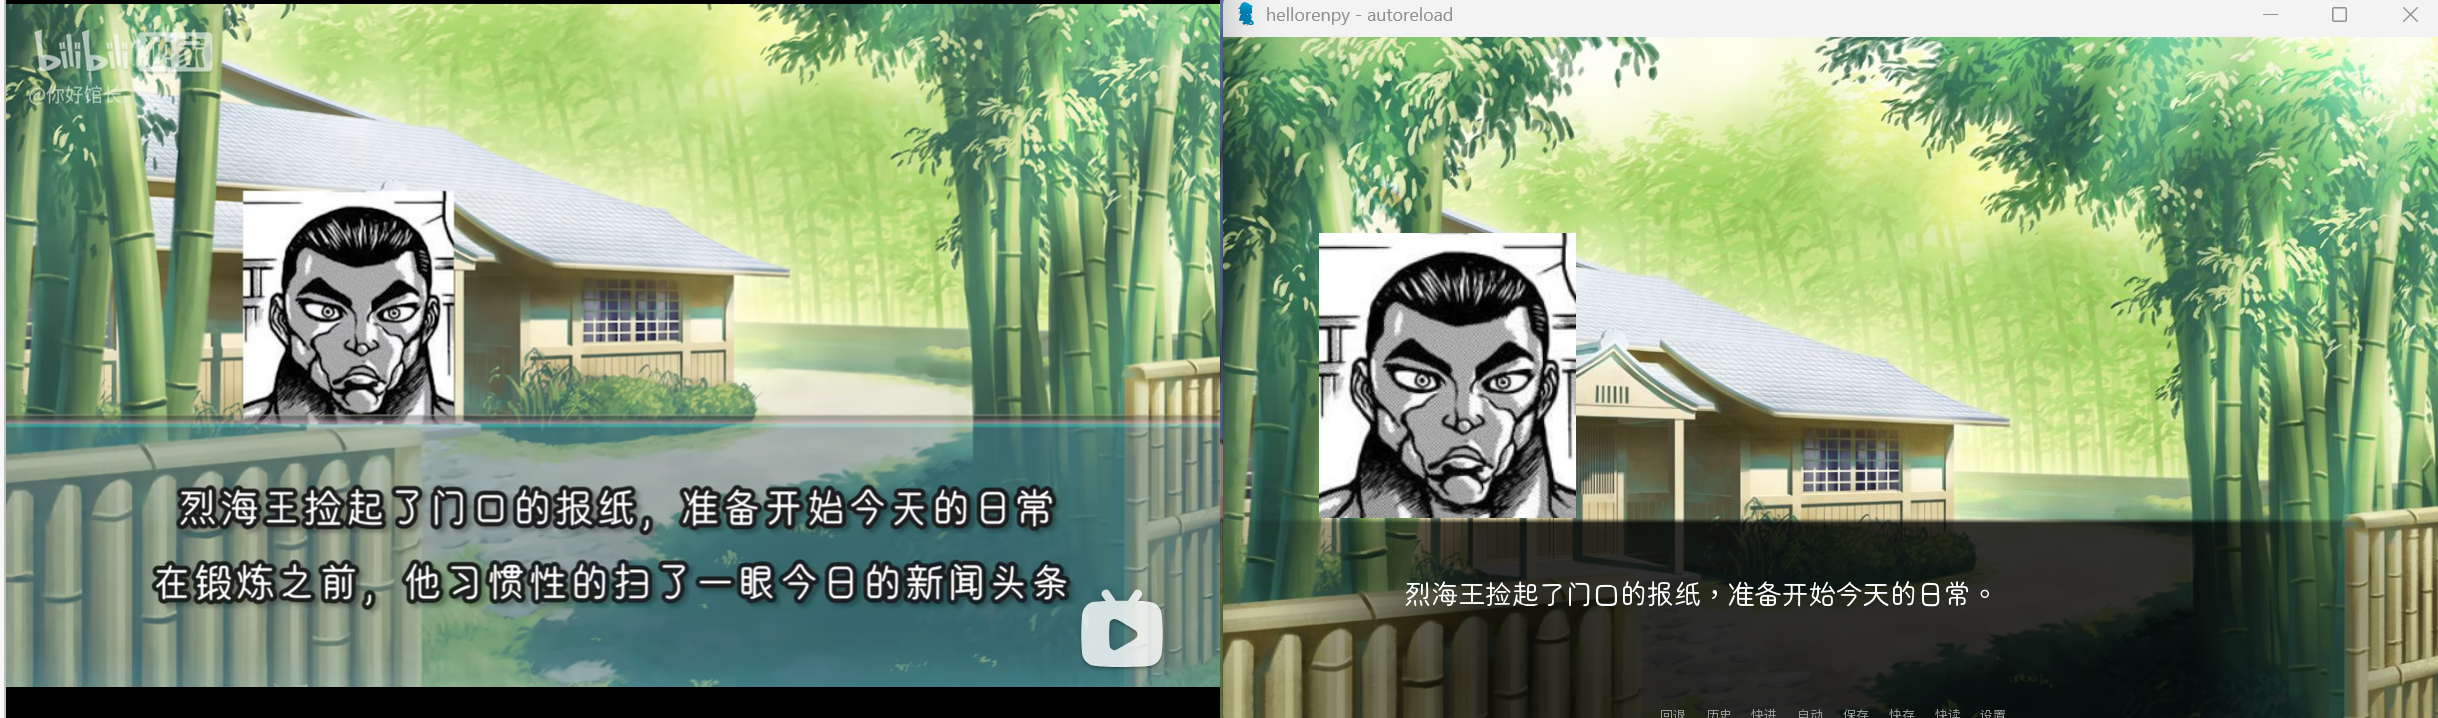 bilibili
@你好馆长
烈海王捡起了门口的报纸，准备开始今天的日常
在锻炼之前，他习惯性的扫了一眼今日的新闻头条
hellorenpy - autoreload
烈海王捡起了门口的报纸，准备开始今天的日常。
回退 历史 快进 自动 保存 快存 快读 设置